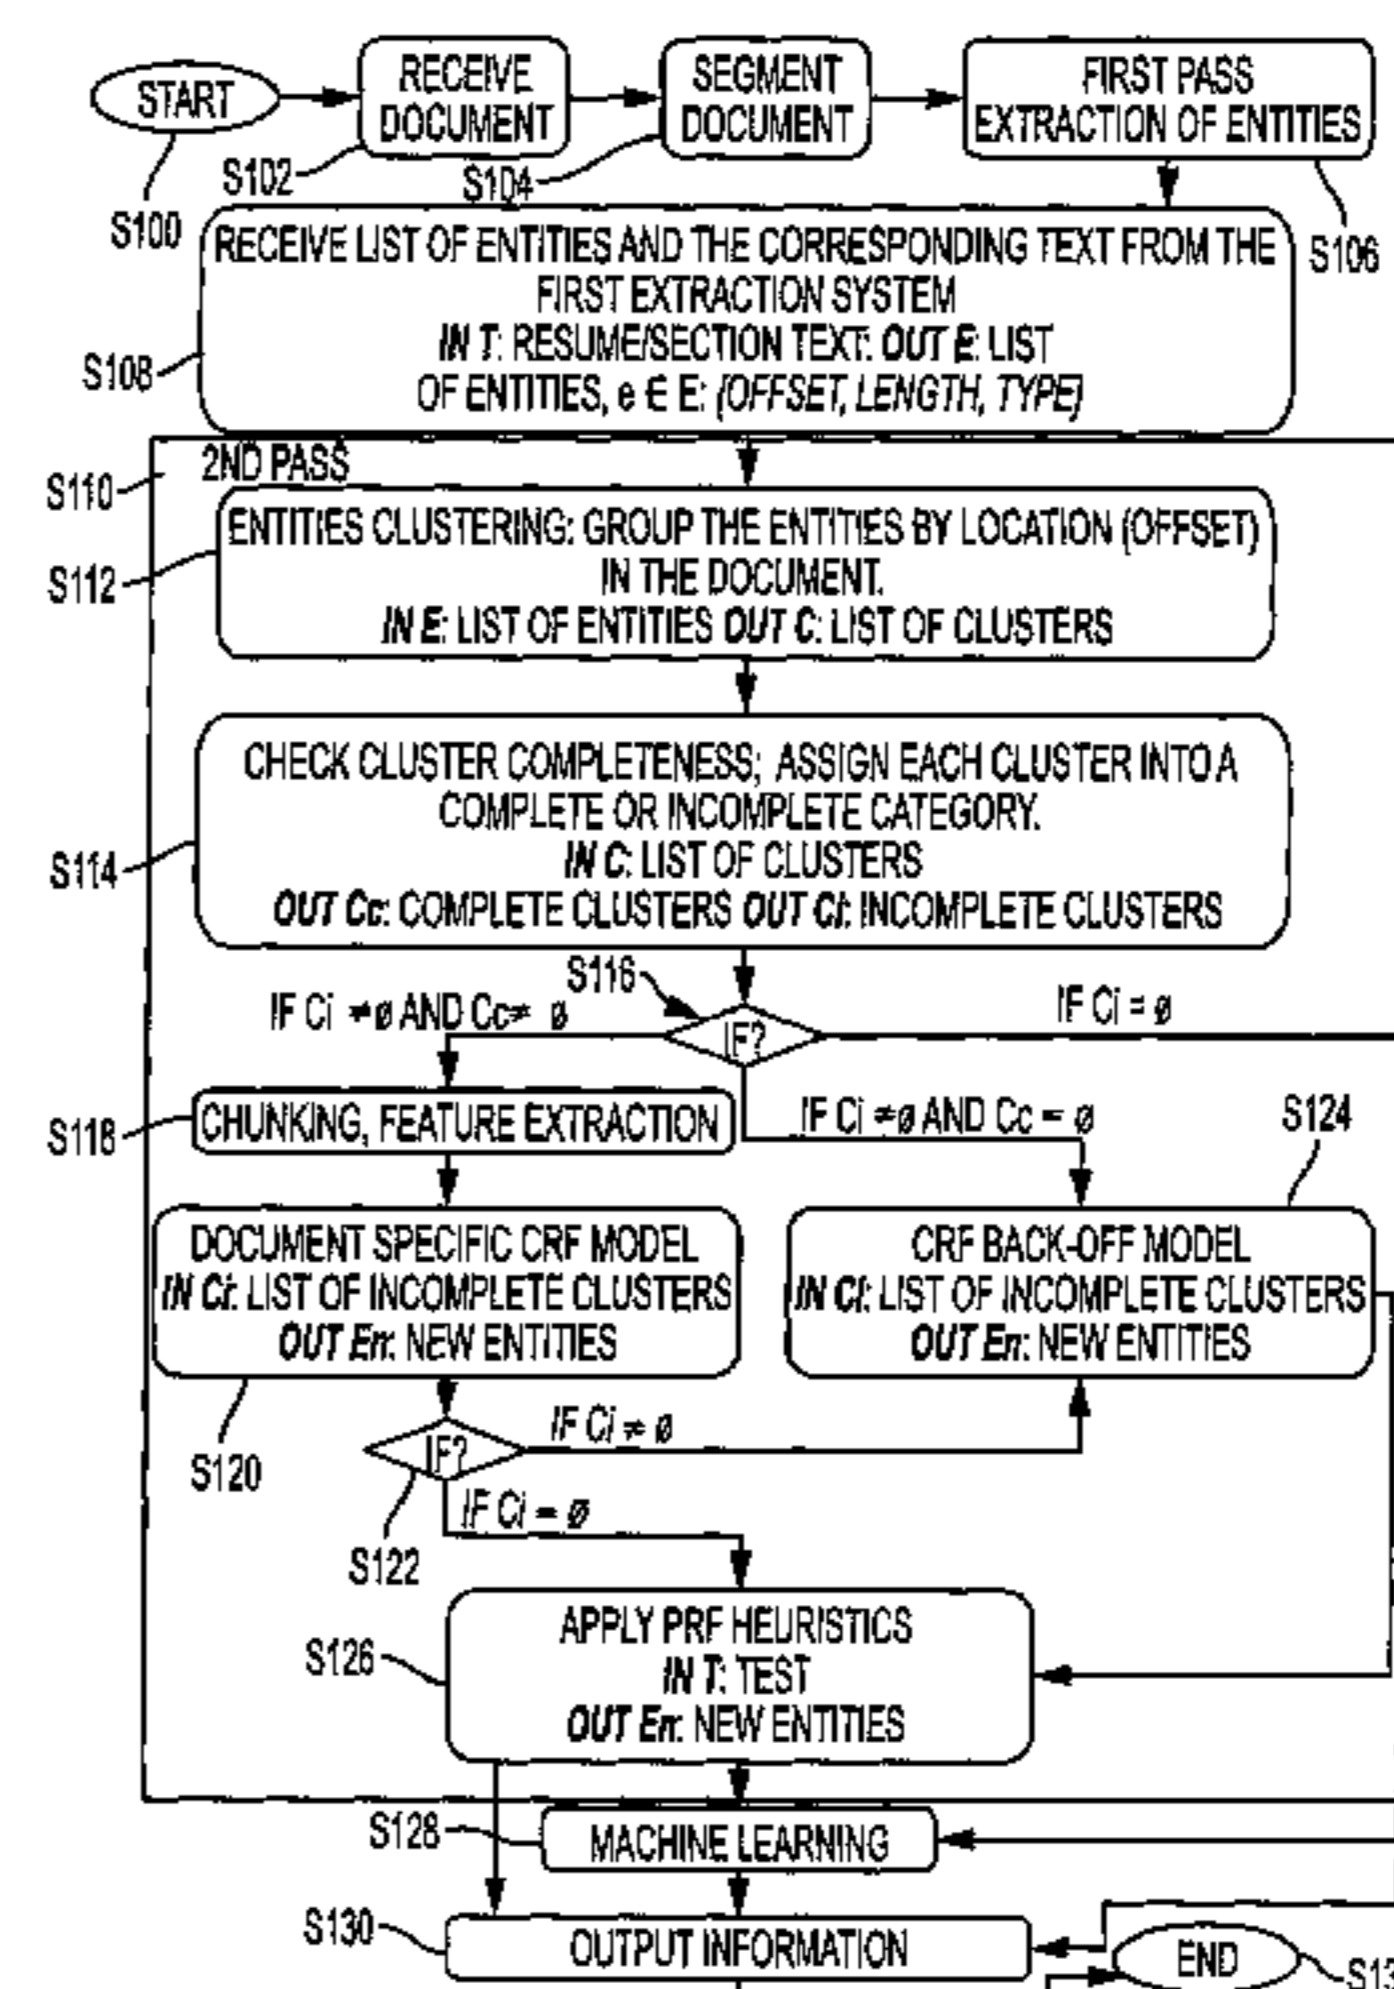 START
RECEIVE
DOCUMENT
SEGMENT
DOCUMENT
FIRST PASS
EXTRACTION OF ENTITIES
S100
S102
S104
S106
RECEIVE LIST OF ENTITIES AND THE CORRESPONDING TEXT FROM THE
FIRST EXTRACTION SYSTEM
IN T: RESUME/SECTION TEXT: OUT E: LIST
OF ENTITIES, e ∈ E: (OFFSET, LENGTH, TYPE)
S108
2ND PASS
S110
ENTITIES CLUSTERING: GROUP THE ENTITIES BY LOCATION (OFFSET)
IN THE DOCUMENT.
IN E: LIST OF ENTITIES OUT C: LIST OF CLUSTERS
S112
CHECK CLUSTER COMPLETENESS; ASSIGN EACH CLUSTER INTO A
COMPLETE OR INCOMPLETE CATEGORY.
IN C: LIST OF CLUSTERS
OUT Cc: COMPLETE CLUSTERS OUT Ci: INCOMPLETE CLUSTERS
S114
S116
IF Ci ≠ø AND Cc≠ ø
IF?
IF Ci = ø
CHUNKING, FEATURE EXTRACTION
S118
IF Ci ≠ø AND Cc = ø
S124
DOCUMENT SPECIFIC CRF MODEL
IN Ci: LIST OF INCOMPLETE CLUSTERS
OUT En: NEW ENTITIES
CRF BACK-OFF MODEL
IN Ci: LIST OF INCOMPLETE CLUSTERS
OUT En: NEW ENTITIES
S120
IF?
IF Ci ≠ ø
IF Ci = ø
S122
APPLY PRF HEURISTICS
IN T: TEST
OUT En: NEW ENTITIES
S126
MACHINE LEARNING
S128
OUTPUT INFORMATION
S130
END
S13